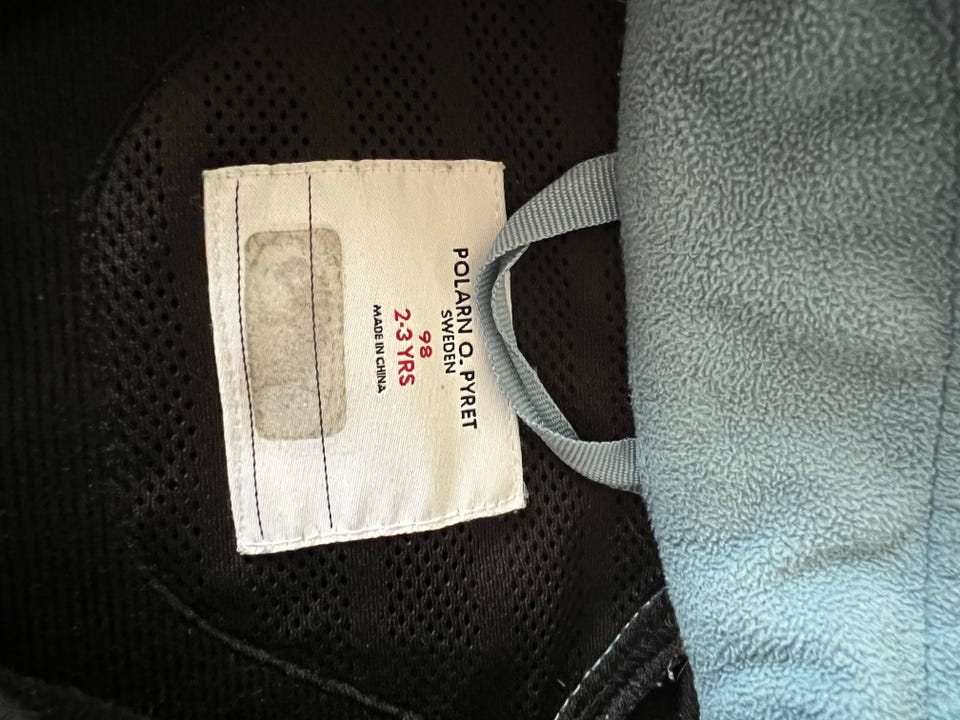 POLARN O. PYRET
SWEDEN
98
2-3 YRS
MADE IN CHINA